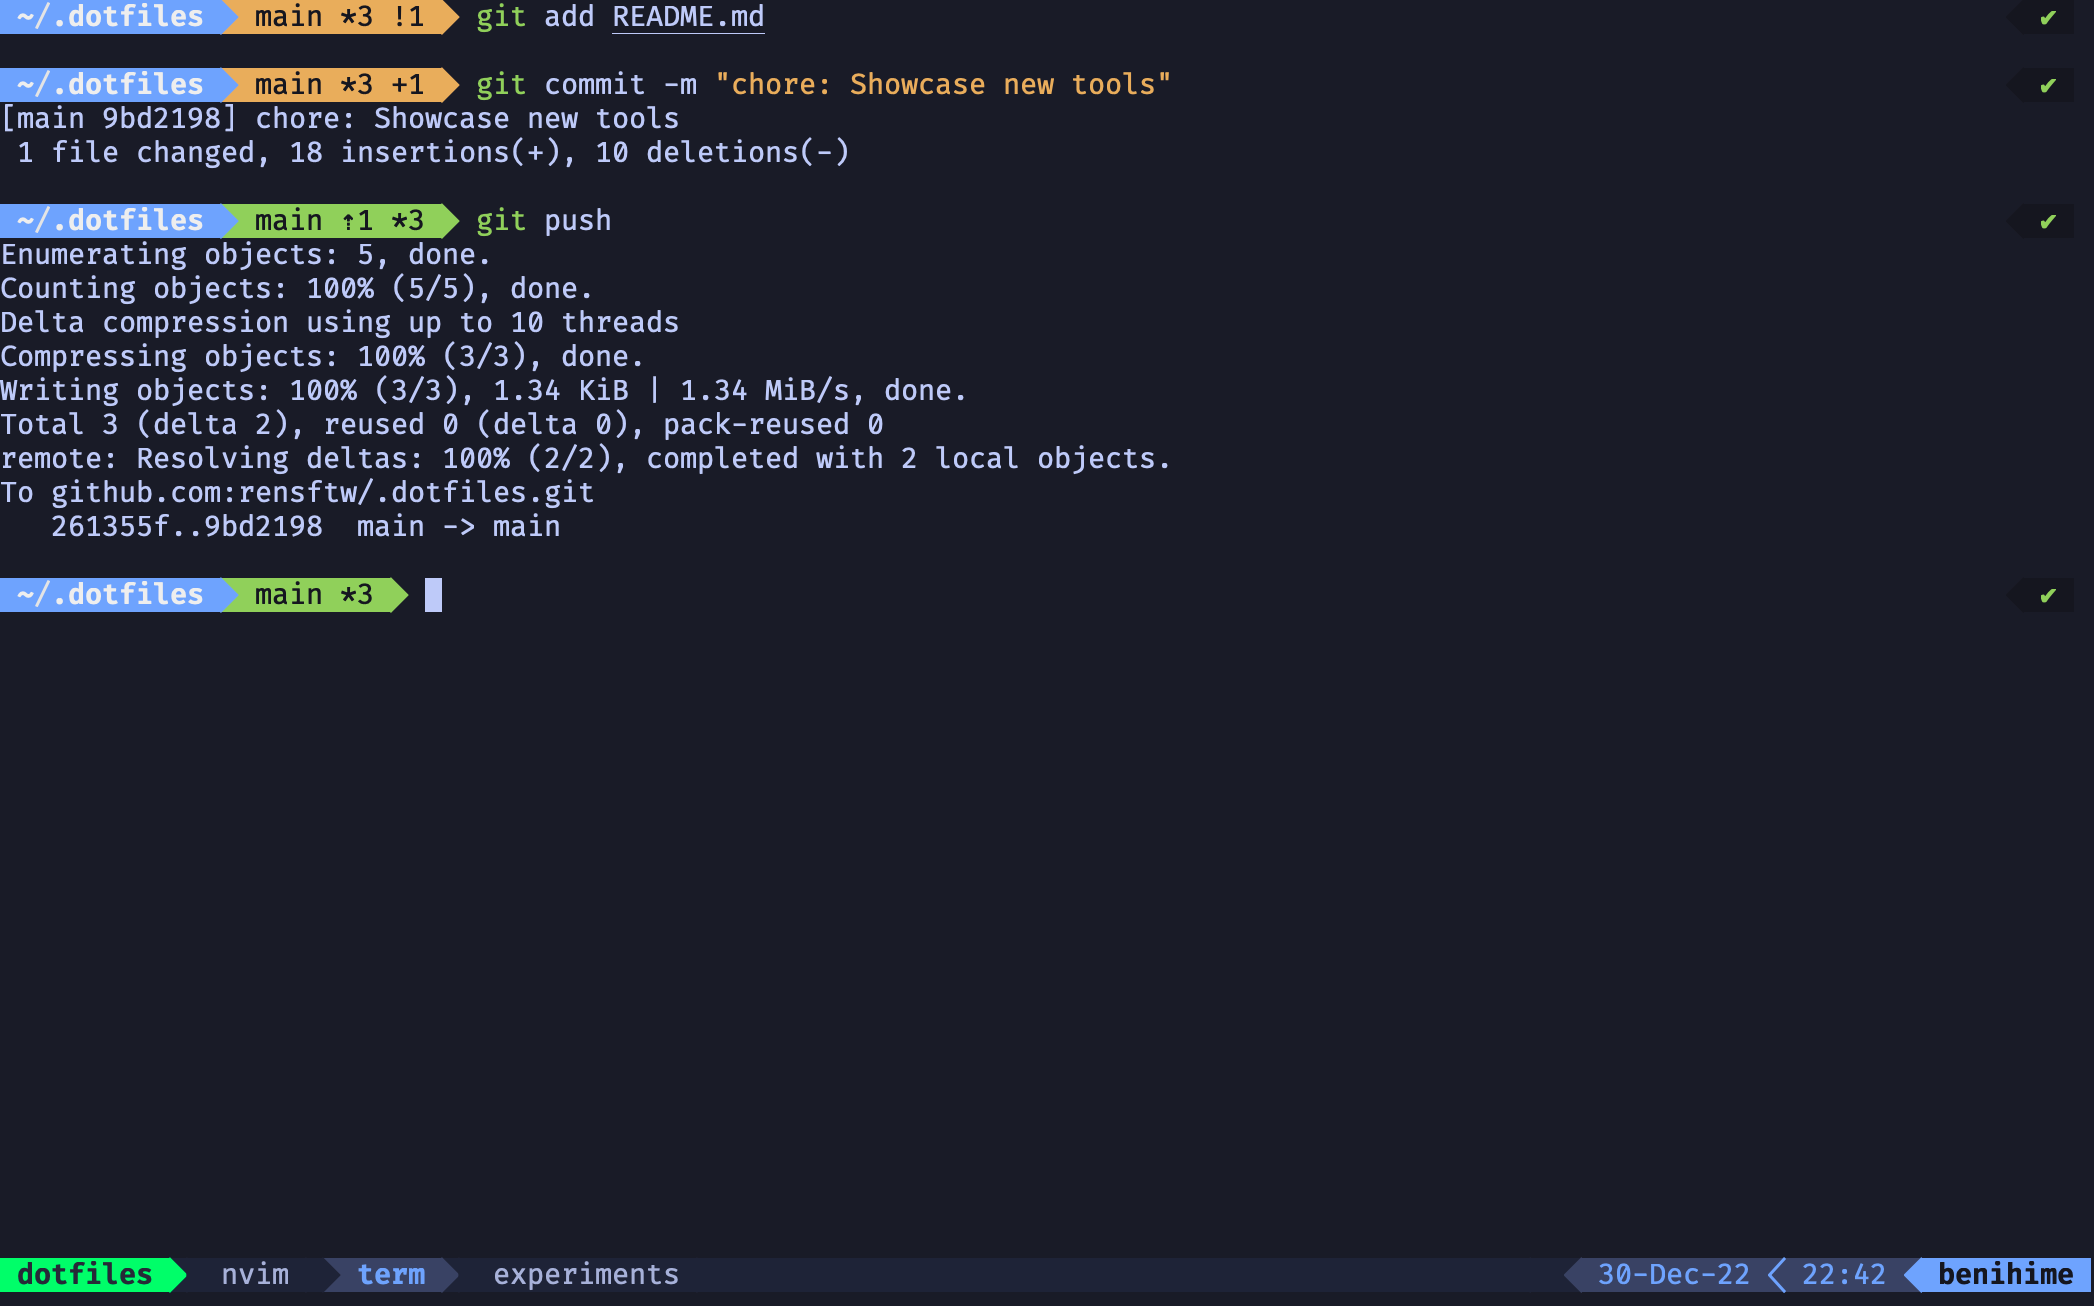 ~/.dotfiles main *3 !1 git add README.md ✔
~/.dotfiles main *3 +1 git commit -m "chore: Showcase new tools" ✔
[main 9bd2198] chore: Showcase new tools
1 file changed, 18 insertions(+), 10 deletions(-)
~/.dotfiles main ⇡1 *3 git push ✔
Enumerating objects: 5, done.
Counting objects: 100% (5/5), done.
Delta compression using up to 10 threads
Compressing objects: 100% (3/3), done.
Writing objects: 100% (3/3), 1.34 KiB | 1.34 MiB/s, done.
Total 3 (delta 2), reused 0 (delta 0), pack-reused 0
remote: Resolving deltas: 100% (2/2), completed with 2 local objects.
To github.com:rensftw/.dotfiles.git
261355f..9bd2198  main -> main
~/.dotfiles main *3 ✔
dotfiles nvim term experiments 30-Dec-22 22:42 benihime